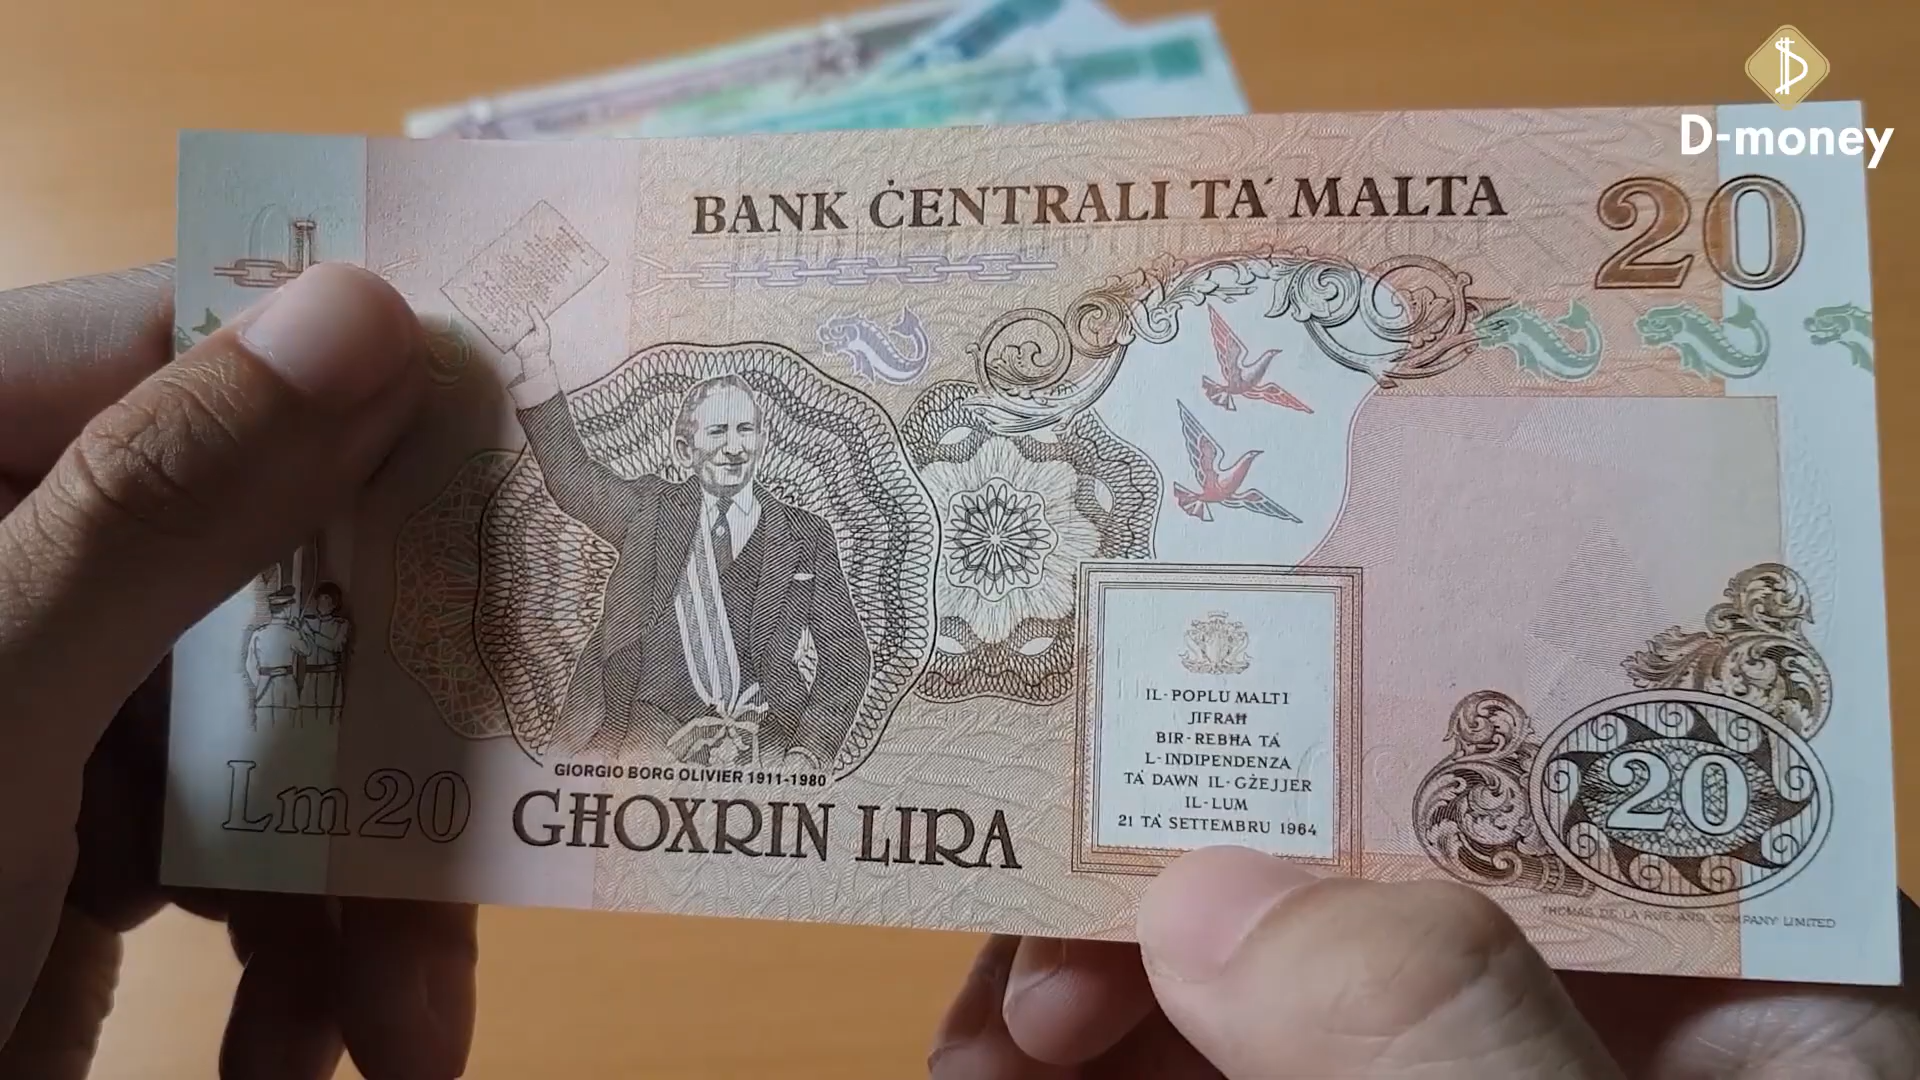 D-money
BANK ĊENTRALI TA' MALTA
20
GIORGIO BORG OLIVIER 1911-1980
Lm20
GĦOXRIN LIRA
IL-POPLU MALTI
JIFRAĦ
BIR-REBĦA TA'
L-INDIPENDENZA
TA' DAWN IL-GŻEJJER
IL-LUM
21 TA' SETTEMBRU 1964
20
THOMAS DE LA RUE AND COMPANY LIMITED